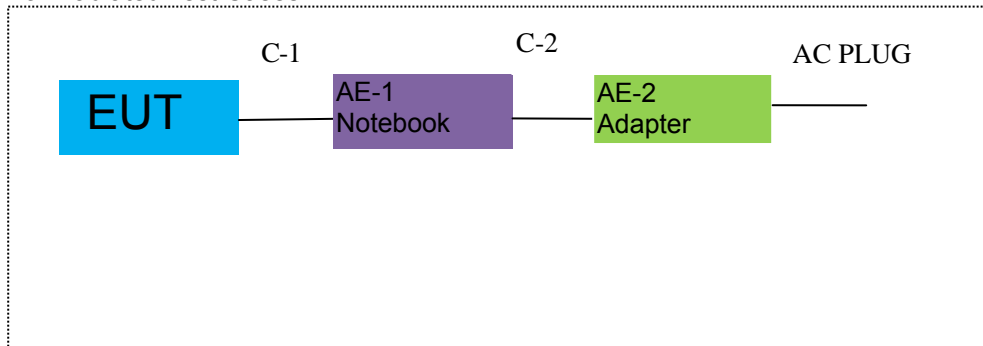 C-1
C-2
AC PLUG
EUT
AE-1
Notebook
AE-2
Adapter